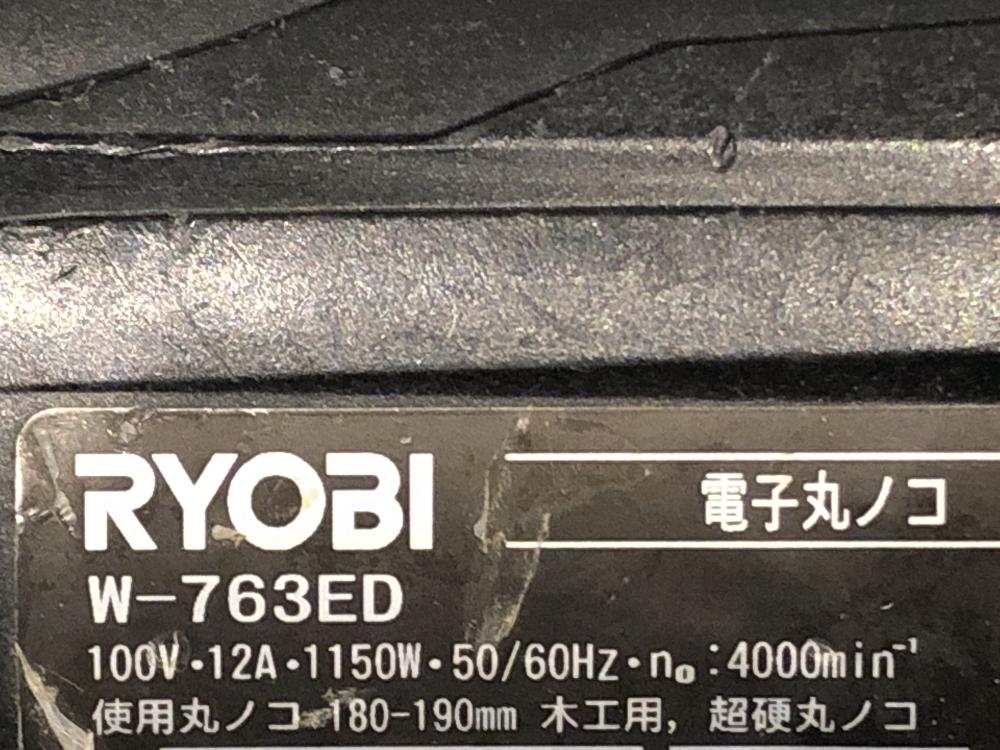 RYOBI
電子丸ノコ
W-763ED
100V・12A・1150W・50/60Hz・n₀:4000min⁻¹
使用丸ノコ 180-190mm 木工用, 超硬丸ノコ